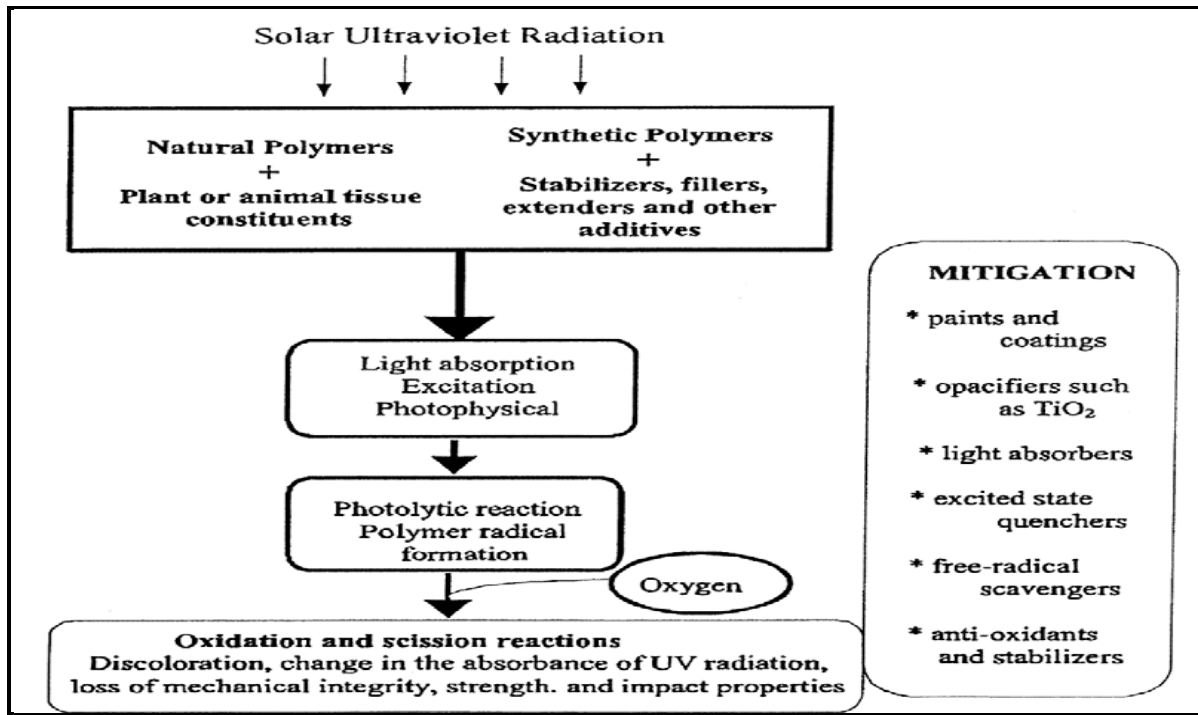 Solar Ultraviolet Radiation
Natural Polymers
+
Plant or animal tissue
constituents
Synthetic Polymers
+
Stabilizers, fillers,
extenders and other
additives
Light absorption
Excitation
Photophysical
Photolytic reaction
Polymer radical
formation
Oxygen
Oxidation and scission reactions
Discoloration, change in the absorbance of UV radiation,
loss of mechanical integrity, strength. and impact properties
MITIGATION
* paints and
coatings
* opacifiers such
as TiO₂
* light absorbers
* excited state
quenchers
* free-radical
scavengers
* anti-oxidants
and stabilizers